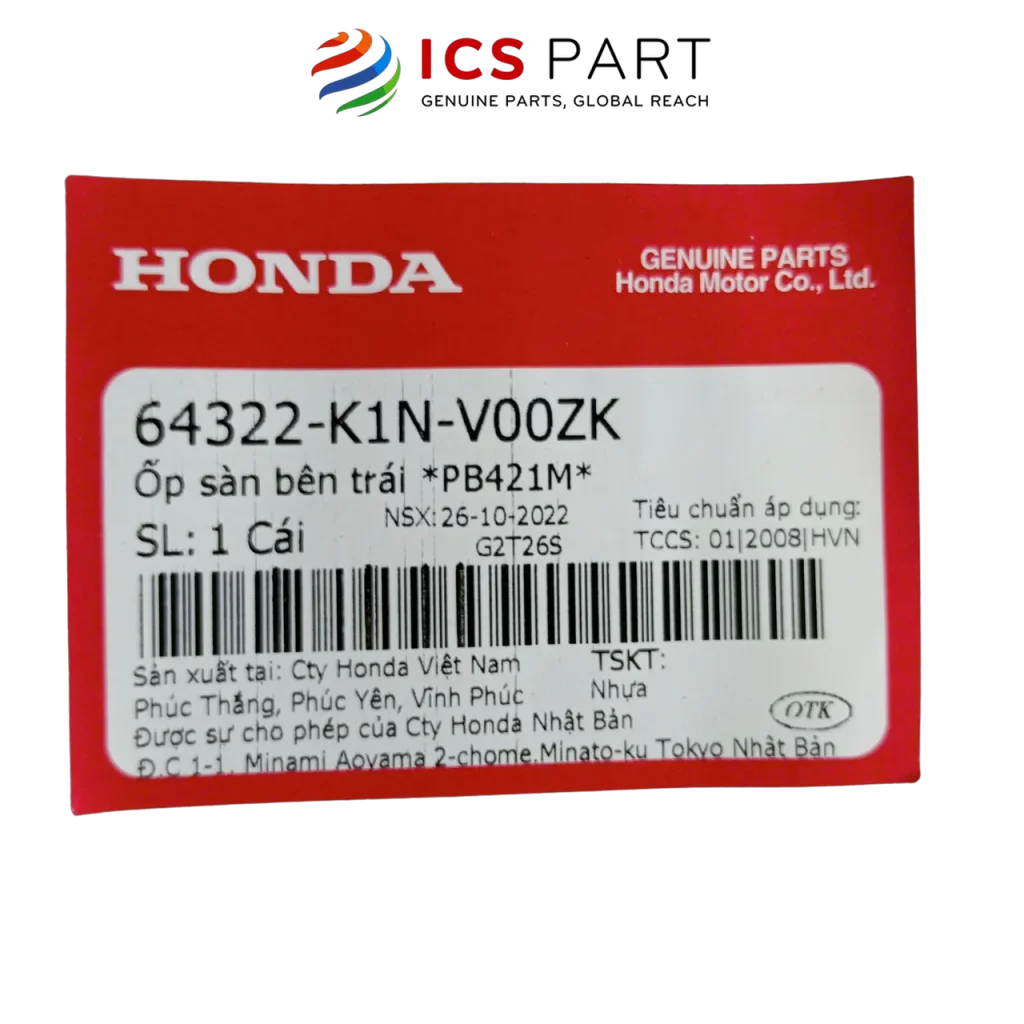 ICS PART
GENUINE PARTS, GLOBAL REACH
HONDA
GENUINE PARTS
Honda Motor Co., Ltd.
64322-K1N-V00ZK
Ốp sàn bên trái *PB421M*
NSX: 26-10-2022
SL: 1 Cái
G2T26S
Tiêu chuẩn áp dụng:
TCCS: 01|2008|HVN
Sản xuất tại: Cty Honda Việt Nam
Phúc Thắng, Phúc Yên, Vĩnh Phúc
TSKT:
Nhựa
Được sự cho phép của Cty Honda Nhật Bản
OTK
Đ.C 1-1, Minami Aoyama 2-chome,Minato-ku Tokyo Nhật Bản